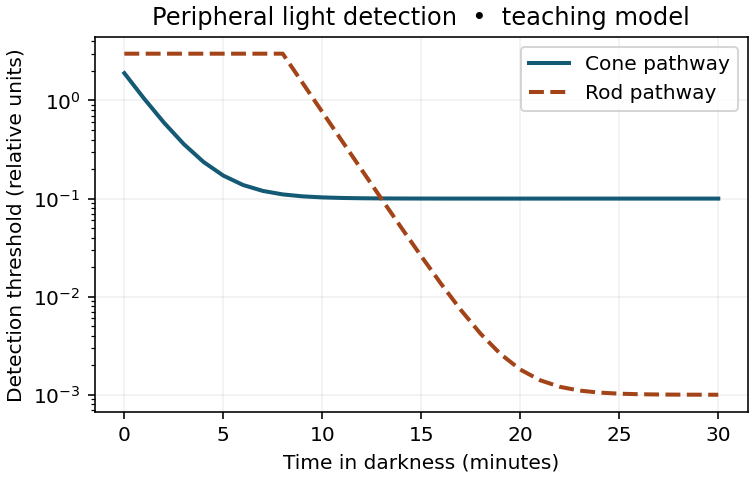 Peripheral light detection • teaching model
Cone pathway
Rod pathway
Detection threshold (relative units)
10⁰
10⁻¹
10⁻²
10⁻³
0 5 10 15 20 25 30
Time in darkness (minutes)